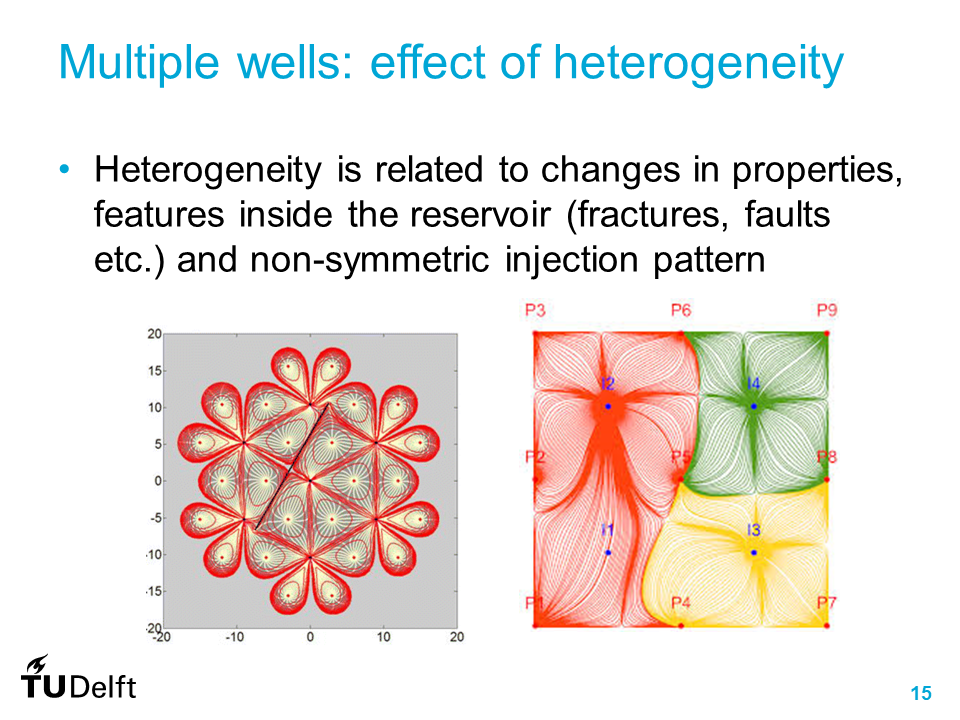 Multiple wells: effect of heterogeneity
• Heterogeneity is related to changes in properties,
features inside the reservoir (fractures, faults
etc.) and non-symmetric injection pattern
20
15
10
5
0
-5
-10
-15
-20
-20 -10 0 10 20
P3 P6 P9
I2 I4
P2 P5 P8
I1 I3
P1 P4 P7
TUDelft
15